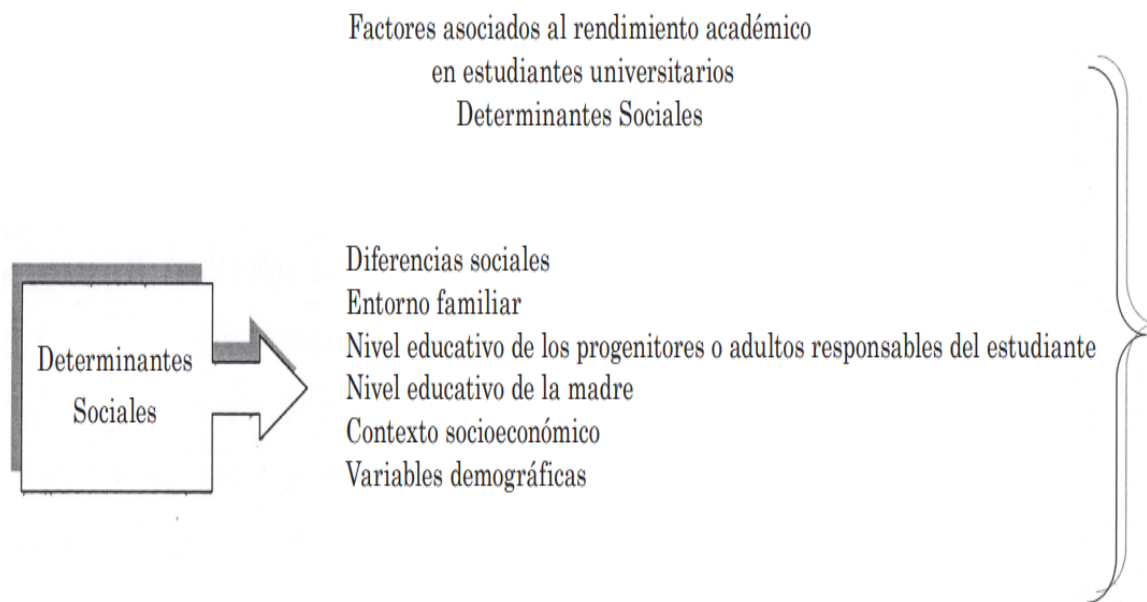 Factores asociados al rendimiento académico
en estudiantes universitarios
Determinantes Sociales
Determinantes
Sociales
Diferencias sociales
Entorno familiar
Nivel educativo de los progenitores o adultos responsables del estudiante
Nivel educativo de la madre
Contexto socioeconómico
Variables demográficas